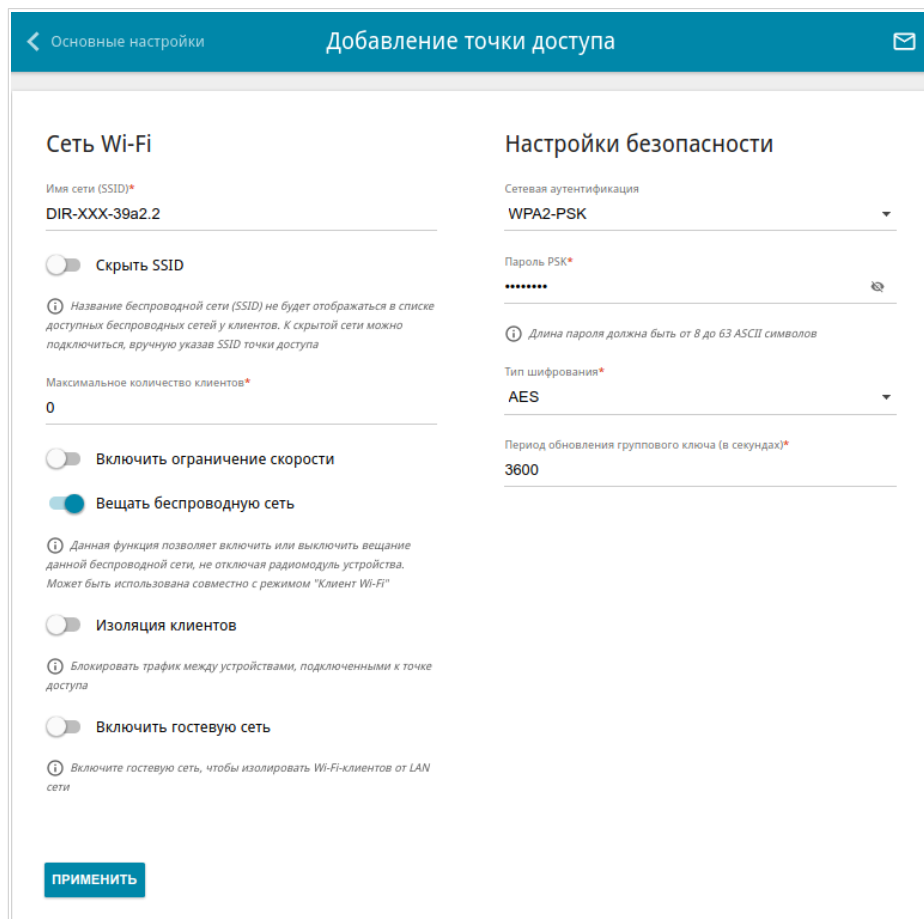 Основные настройки
Добавление точки доступа
Сеть Wi-Fi
Имя сети (SSID)*
DIR-XXX-39a2.2
Скрыть SSID
Название беспроводной сети (SSID) не будет отображаться в списке
доступных беспроводных сетей у клиентов. К скрытой сети можно
подключиться, вручную указав SSID точки доступа
Максимальное количество клиентов*
0
Включить ограничение скорости
Вещать беспроводную сеть
Данная функция позволяет включить или выключить вещание
данной беспроводной сети, не отключая радиомодуль устройства.
Может быть использована совместно с режимом "Клиент Wi-Fi"
Изоляция клиентов
Блокировать трафик между устройствами, подключенными к точке
доступа
Включить гостевую сеть
Включите гостевую сеть, чтобы изолировать Wi-Fi-клиентов от LAN
сети
ПРИМЕНИТЬ
Настройки безопасности
Сетевая аутентификация
WPA2-PSK
Пароль PSK*
••••••••
Длина пароля должна быть от 8 до 63 ASCII символов
Тип шифрования*
AES
Период обновления группового ключа (в секундах)*
3600